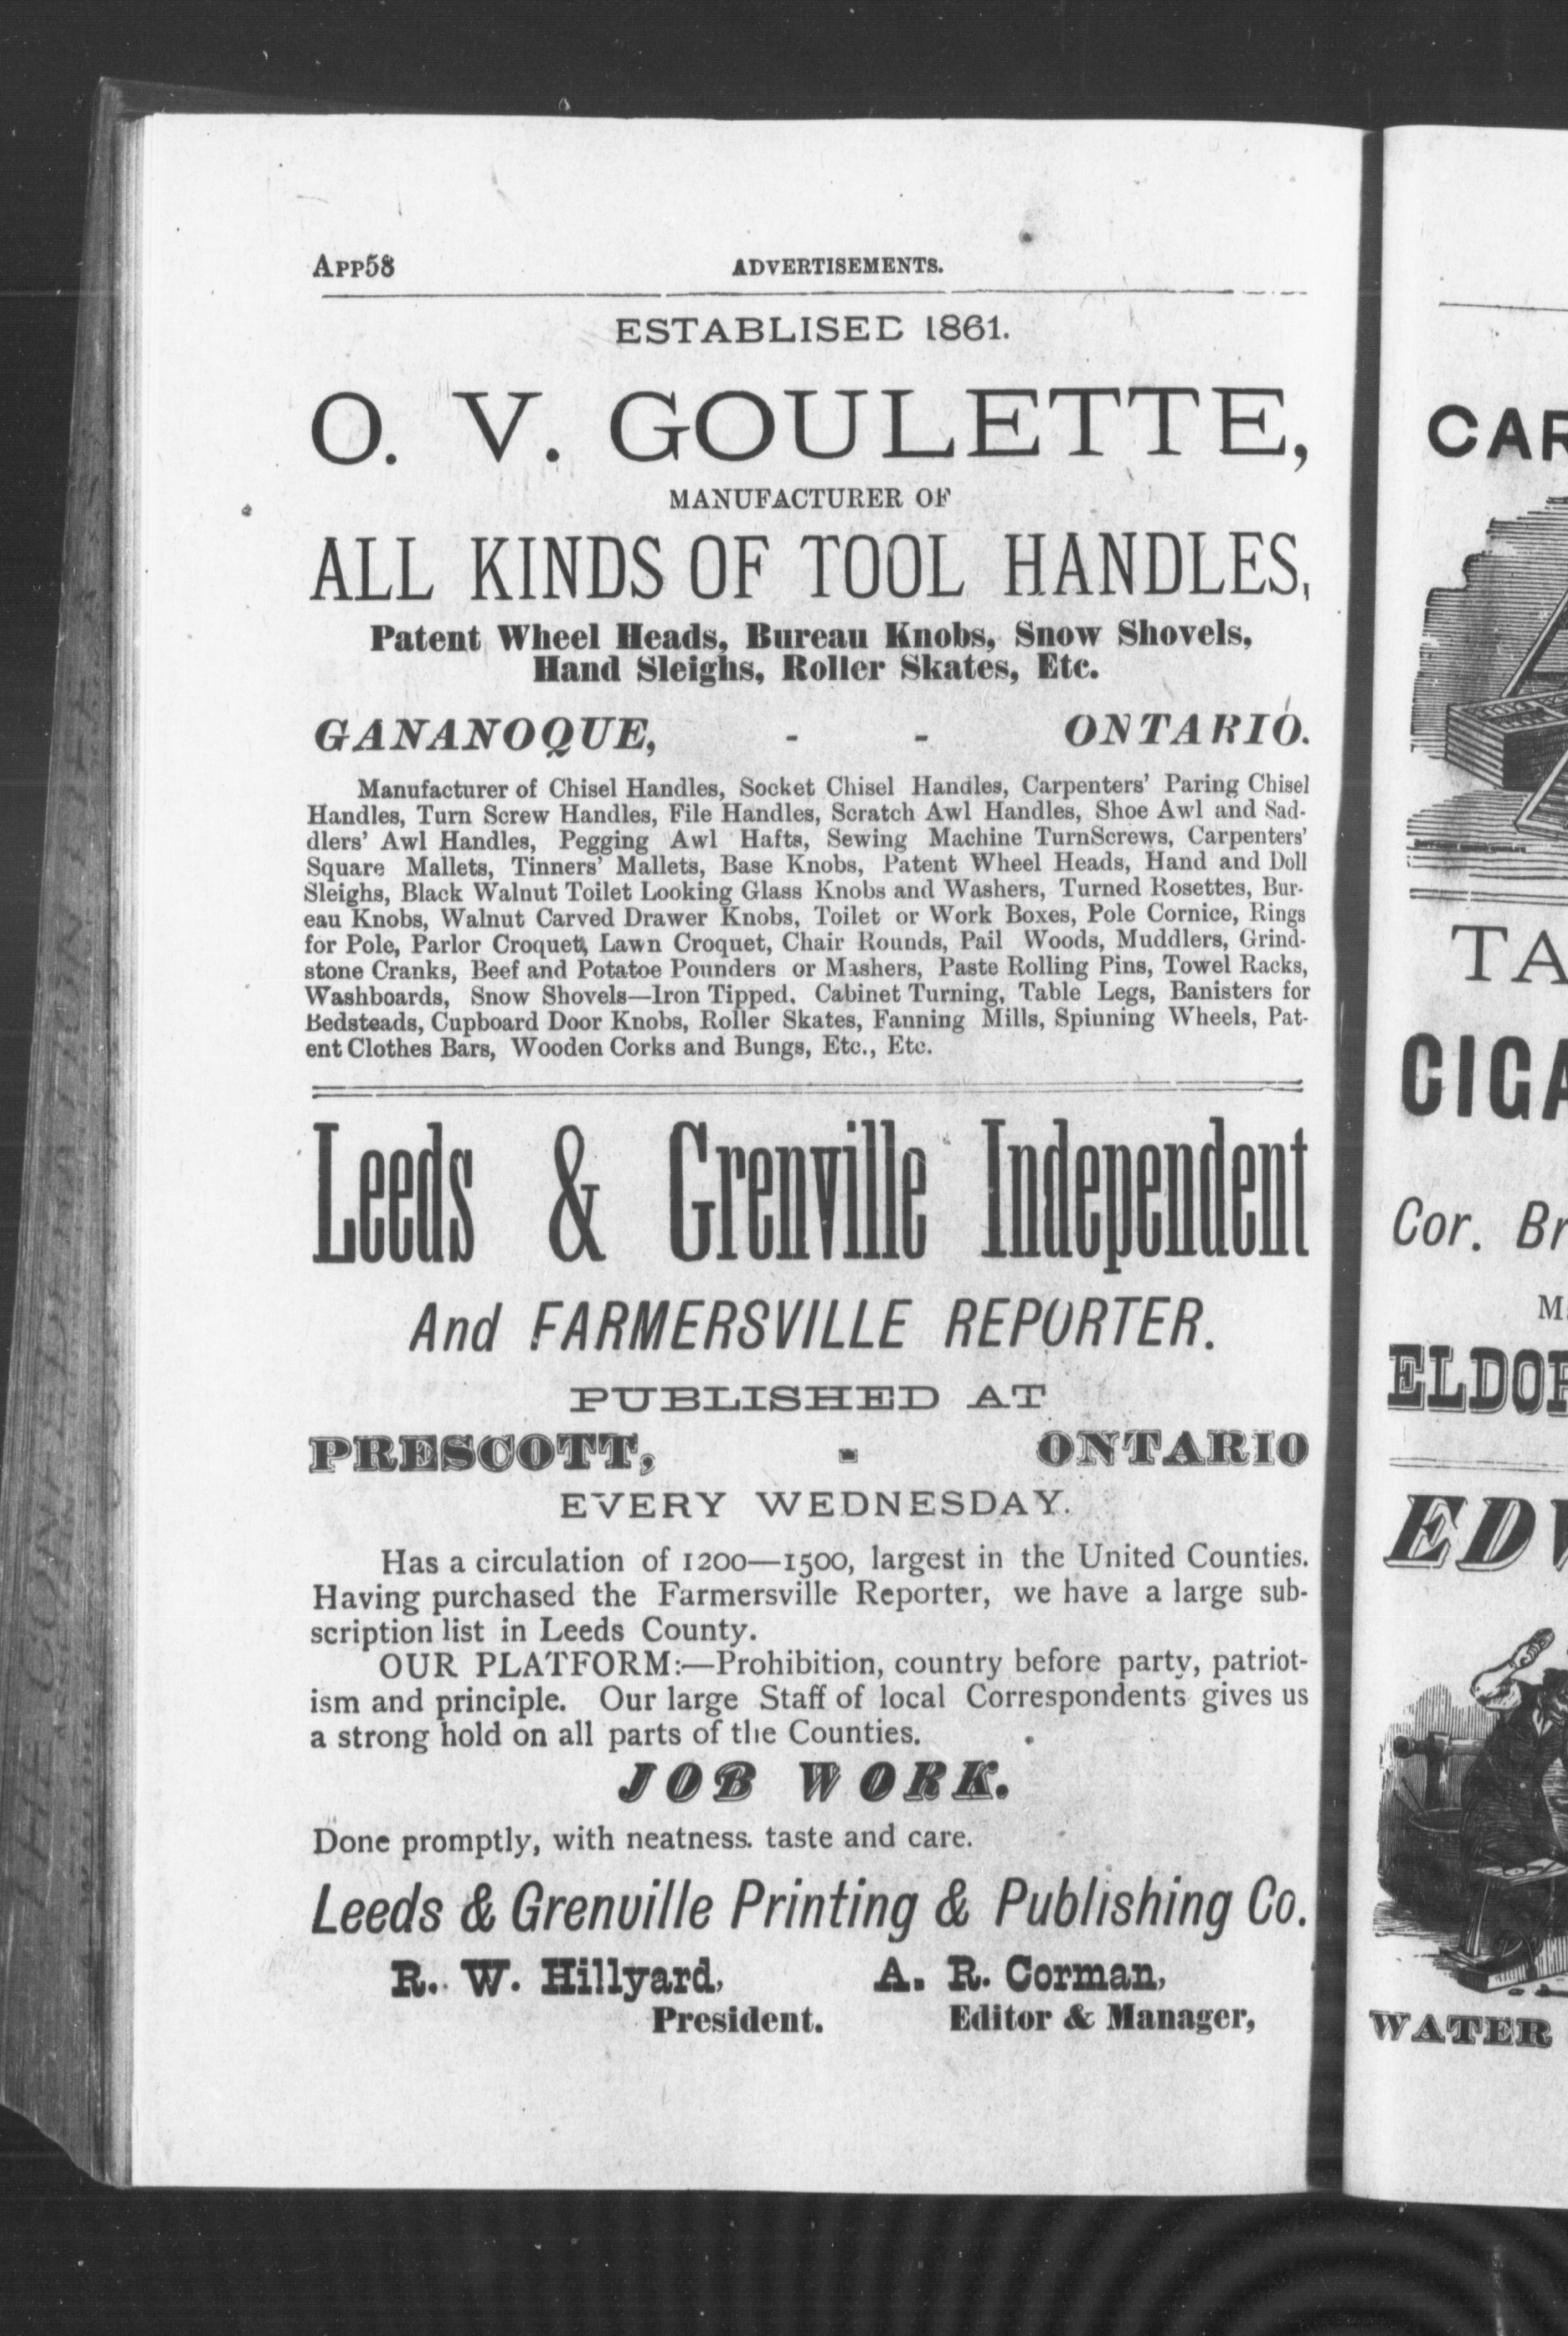 APP58
ADVERTISEMENTS.
ESTABLISED 1861.
O. V. GOULETTE,
MANUFACTURER OF
ALL KINDS OF TOOL HANDLES,
Patent Wheel Heads, Bureau Knobs, Snow Shovels,
Hand Sleighs, Roller Skates, Etc.
GANANOQUE, - - ONTARIO.
Manufacturer of Chisel Handles, Socket Chisel Handles, Carpenters' Paring Chisel
Handles, Turn Screw Handles, File Handles, Scratch Awl Handles, Shoe Awl and Sad-
dlers' Awl Handles, Pegging Awl Hafts, Sewing Machine TurnScrews, Carpenters'
Square Mallets, Tinners' Mallets, Base Knobs, Patent Wheel Heads, Hand and Doll
Sleighs, Black Walnut Toilet Looking Glass Knobs and Washers, Turned Rosettes, Bur-
eau Knobs, Walnut Carved Drawer Knobs, Toilet or Work Boxes, Pole Cornice, Rings
for Pole, Parlor Croquett, Lawn Croquet, Chair Rounds, Pail Woods, Muddlers, Grind-
stone Cranks, Beef and Potatoe Pounders or Mashers, Paste Rolling Pins, Towel Racks,
Washboards, Snow Shovels—Iron Tipped. Cabinet Turning, Table Legs, Banisters for
Bedsteads, Cupboard Door Knobs, Roller Skates, Fanning Mills, Spinning Wheels, Pat-
ent Clothes Bars, Wooden Corks and Bungs, Etc., Etc.
Leeds & Grenville Independent
And FARMERSVILLE REPORTER.
PUBLISHED AT
PRESCOTT, - ONTARIO
EVERY WEDNESDAY.
Has a circulation of 1200—1500, largest in the United Counties.
Having purchased the Farmersville Reporter, we have a large sub-
scription list in Leeds County.
OUR PLATFORM:—Prohibition, country before party, patriot-
ism and principle. Our large Staff of local Correspondents gives us
a strong hold on all parts of the Counties.
JOB WORK.
Done promptly, with neatness. taste and care.
Leeds & Grenville Printing & Publishing Co.
R. W. Hillyard, A. R. Corman,
President. Editor & Manager,
CAR
TA
CIGA
Cor. Br
M
ELDOR
EDW
WATER